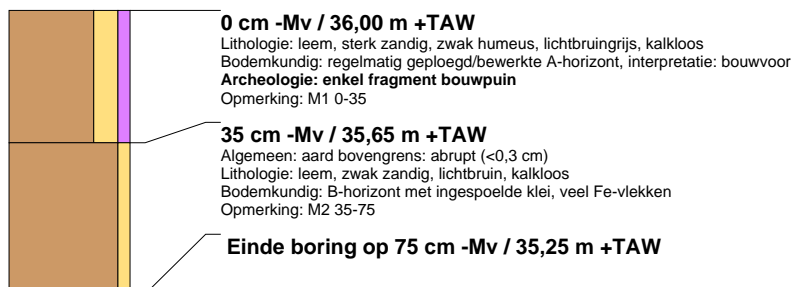 0 cm -Mv / 36,00 m +TAW
Lithologie: leem, sterk zandig, zwak humeus, lichtbruingrijs, kalkloos
Bodemkundig: regelmatig geploegd/bewerkte A-horizont, interpretatie: bouwvoor
Archeologie: enkel fragment bouwpuin
Opmerking: M1 0-35
35 cm -Mv / 35,65 m +TAW
Algemeen: aard bovengrens: abrupt (<0,3 cm)
Lithologie: leem, zwak zandig, lichtbruin, kalkloos
Bodemkundig: B-horizont met ingespoelde klei, veel Fe-vlekken
Opmerking: M2 35-75
Einde boring op 75 cm -Mv / 35,25 m +TAW